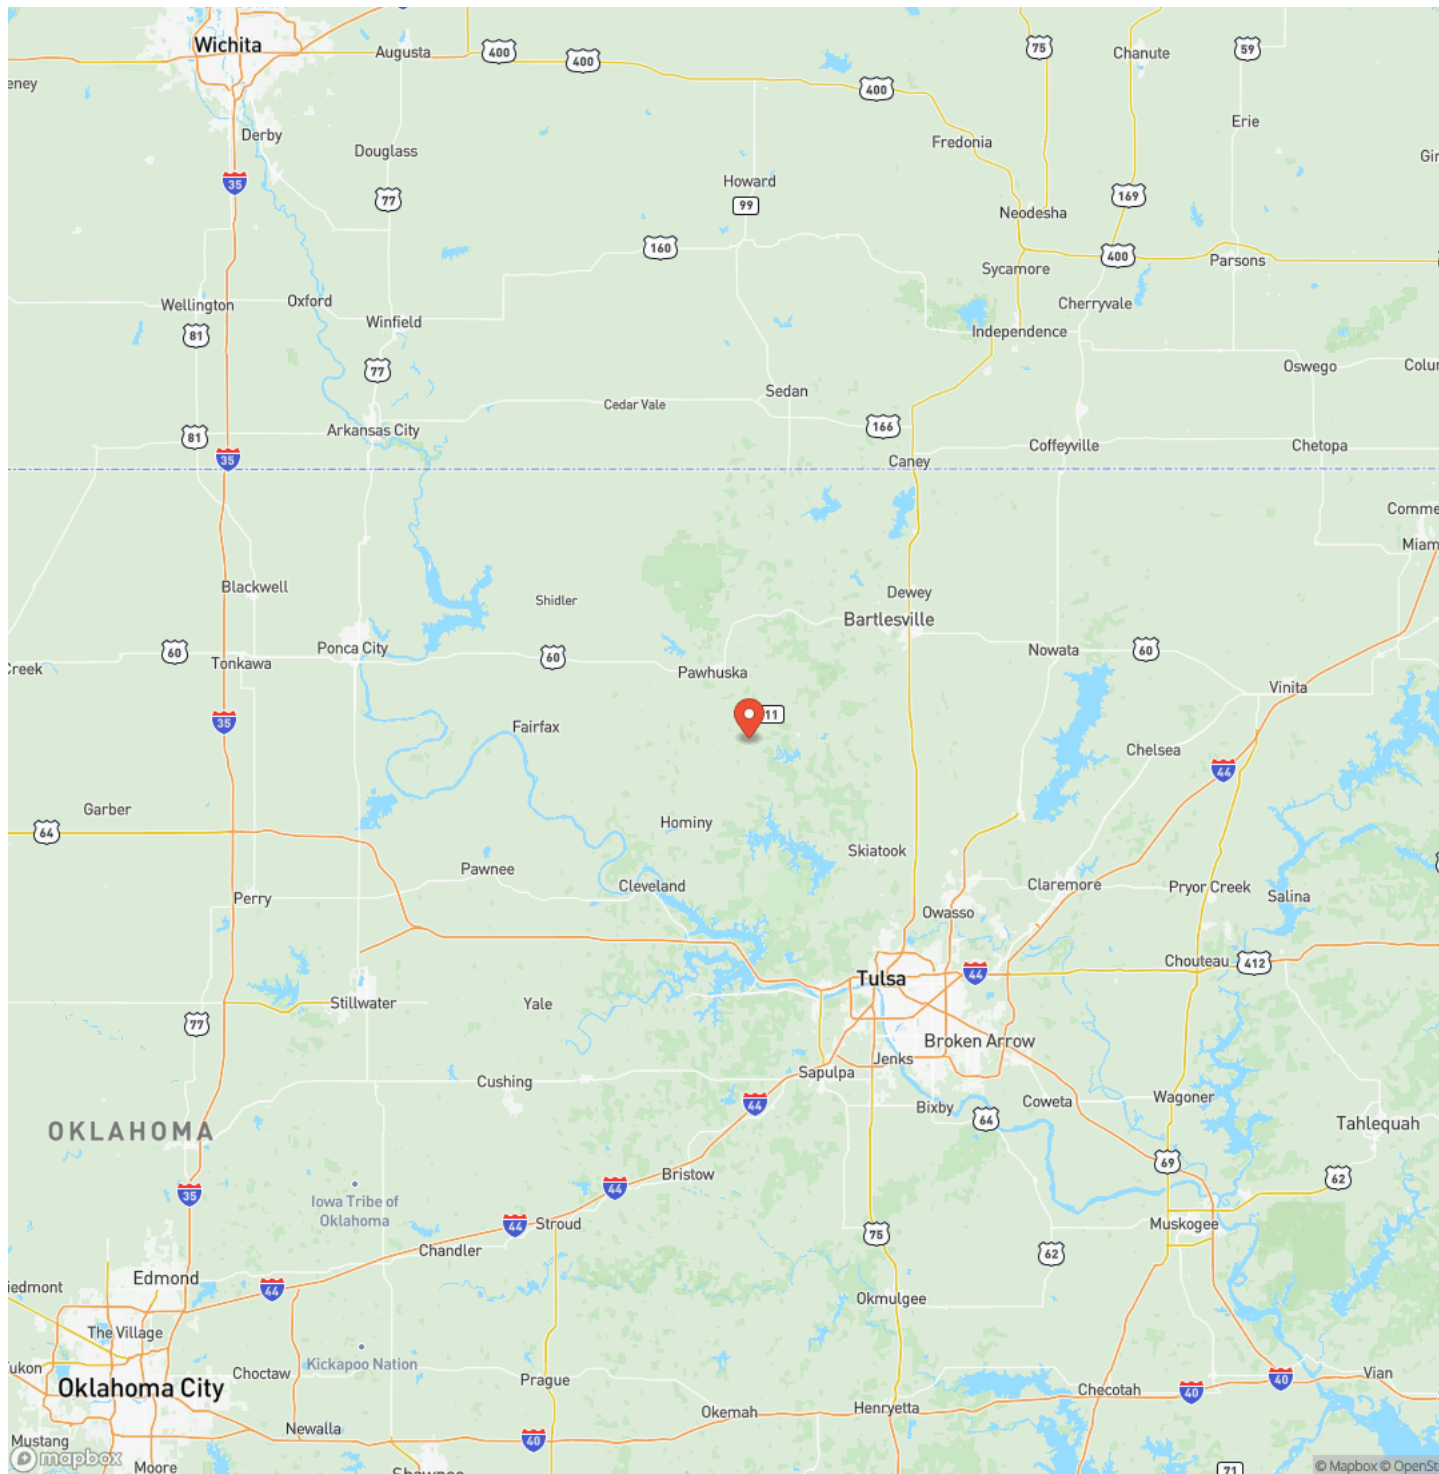 Wichita
Augusta
400
400
75
Chanute
59
eney
400
Derby
Erie
Fredonia
Douglass
Gir
35
Howard
77
99
169
Neodesha
160
400
Parsons
Sycamore
Wellington
Oxford
Cherryvale
Winfield
Independence
81
77
Oswego
Colur
Sedan
Cedar Vale
Arkansas City
166
81
Coffeyville
Chetopa
35
Caney
Comme
Miam
Blackwell
Shidler
Dewey
Bartlesville
Ponca City
60
60
Nowata
60
Creek
Tonkawa
Pawhuska
Vinita
35
Fairfax
11
Chelsea
44
Garber
64
Hominy
Skiatook
Pawnee
Cleveland
Claremore
Pryor Creek
Perry
Salina
Owasso
Chouteau
412
Tulsa
44
Stillwater
Yale
77
Broken Arrow
Jenks
Sapulpa
Cushing
44
Bixby
64
Coweta
Wagoner
OKLAHOMA
Tahlequah
69
Bristow
62
35
44
Iowa Tribe of
Oklahoma
44
Stroud
75
Muskogee
Chandler
62
Edmond
iedmont
44
Okmulgee
The Village
Yukon
Kickapoo Nation
Choctaw
Vian
Prague
40
Oklahoma City
Checotah
40
Okemah
Henryetta
Newalla
40
Mustang
mapbox
Moore
Shawnee
71
© Mapbox © OpenSt